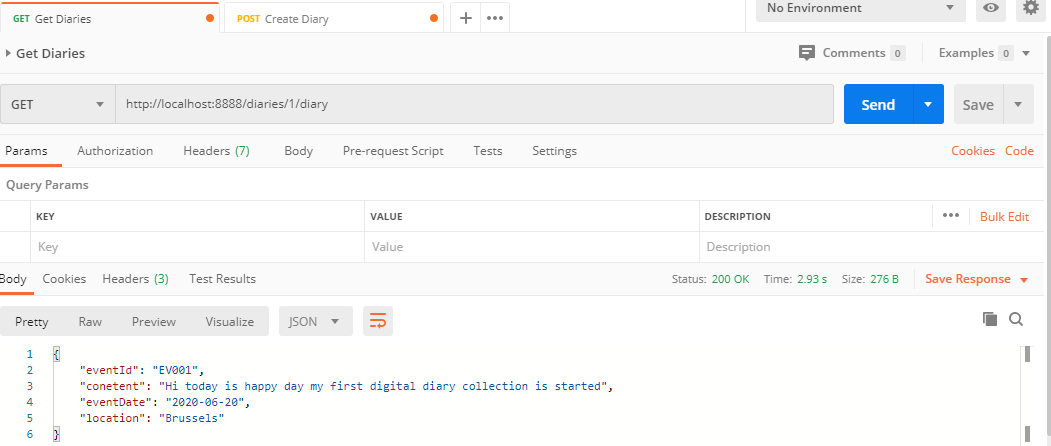 GET Get Diaries POST Create Diary + ••• No Environment
Get Diaries Comments 0 Examples 0
GET http://localhost:8888/diaries/1/diary Send Save
Params Authorization Headers (7) Body Pre-request Script Tests Settings Cookies Code
Query Params
KEY VALUE DESCRIPTION ••• Bulk Edit
Key Value Description
Body Cookies Headers (3) Test Results Status: 200 OK Time: 2.93 s Size: 276 B Save Response
Pretty Raw Preview Visualize JSON
1 {
2 "eventId": "EV001",
3 "conetent": "Hi today is happy day my first digital diary collection is started",
4 "eventDate": "2020-06-20",
5 "location": "Brussels"
6 }